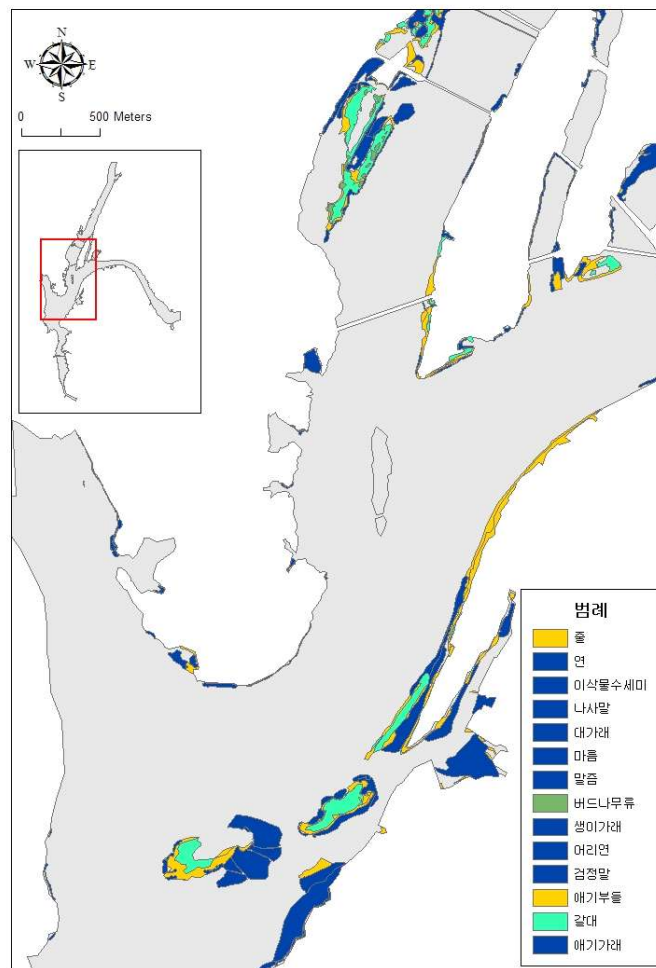 N
W E
S
0 500 Meters
범례
줄
연
이삭물수세미
나사말
대가래
마름
말즘
버드나무류
생이가래
어리연
검정말
애기부들
갈대
애기가래